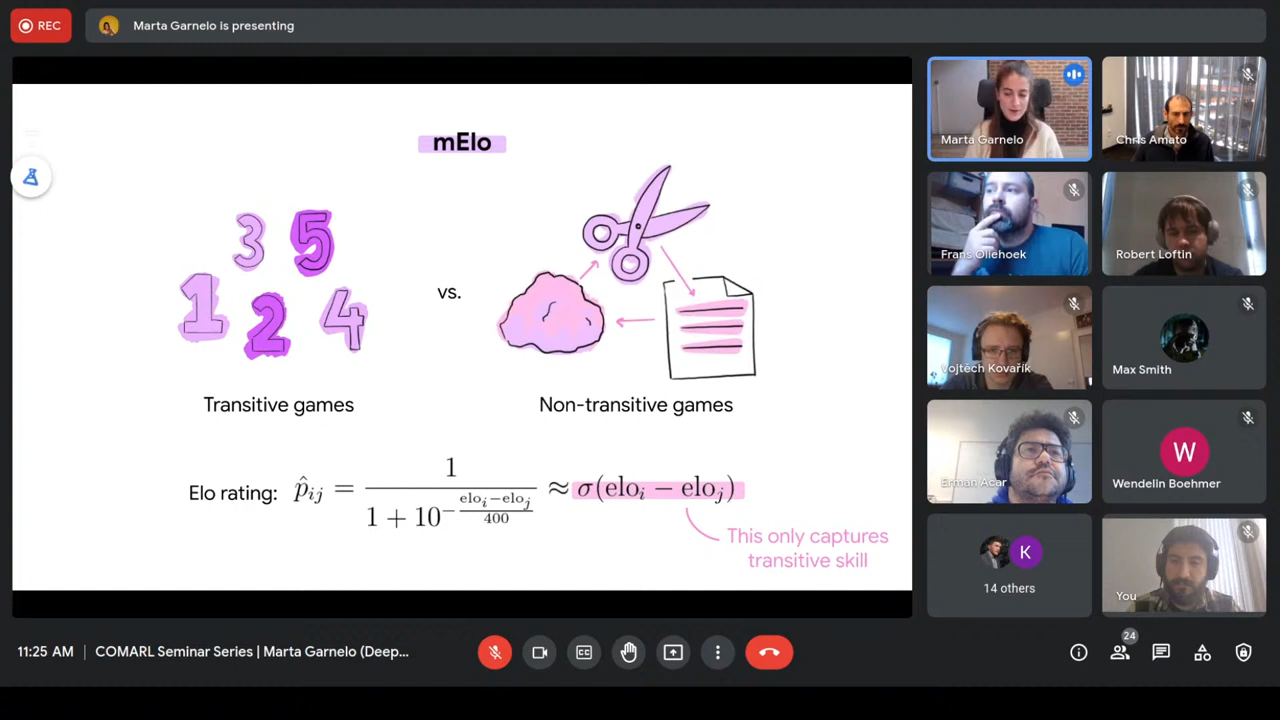 REC
Marta Garnelo is presenting
mElo
3 5
1 2 4
vs.
Transitive games
Non-transitive games
Elo rating: p̂ij = 1 / (1 + 10^(−(eloi−eloj)/400)) ≈ σ(eloi − eloj)
This only captures
transitive skill
Marta Garnelo
Chris Amato
Frans Oliehoek
Robert Loftin
Vojtěch Kovařík
Max Smith
Erman Acar
W
Wendelin Boehmer
K
14 others
You
11:25 AM | COMARL Seminar Series | Marta Garnelo (Deep...
CC
24